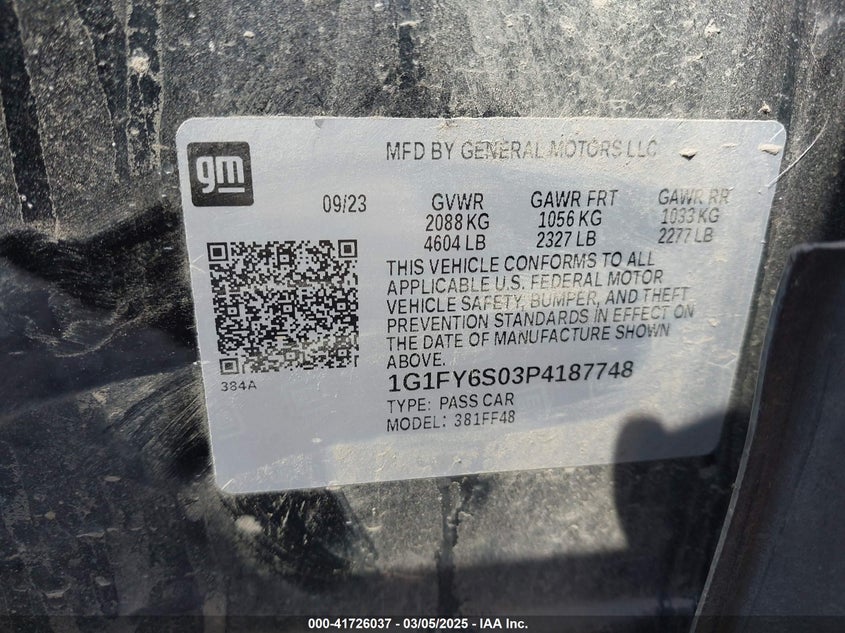 gm
MFD BY GENERAL MOTORS LLC
09/23 GVWR GAWR FRT GAWR RR
2088 KG 1056 KG 1033 KG
4604 LB 2327 LB 2277 LB
THIS VEHICLE CONFORMS TO ALL
APPLICABLE U.S. FEDERAL MOTOR
VEHICLE SAFETY, BUMPER, AND THEFT
PREVENTION STANDARDS IN EFFECT ON
THE DATE OF MANUFACTURE SHOWN
ABOVE.
384A
1G1FY6S03P4187748
TYPE: PASS CAR
MODEL: 381FF48
000-41726037 - 03/05/2025 - IAA Inc.